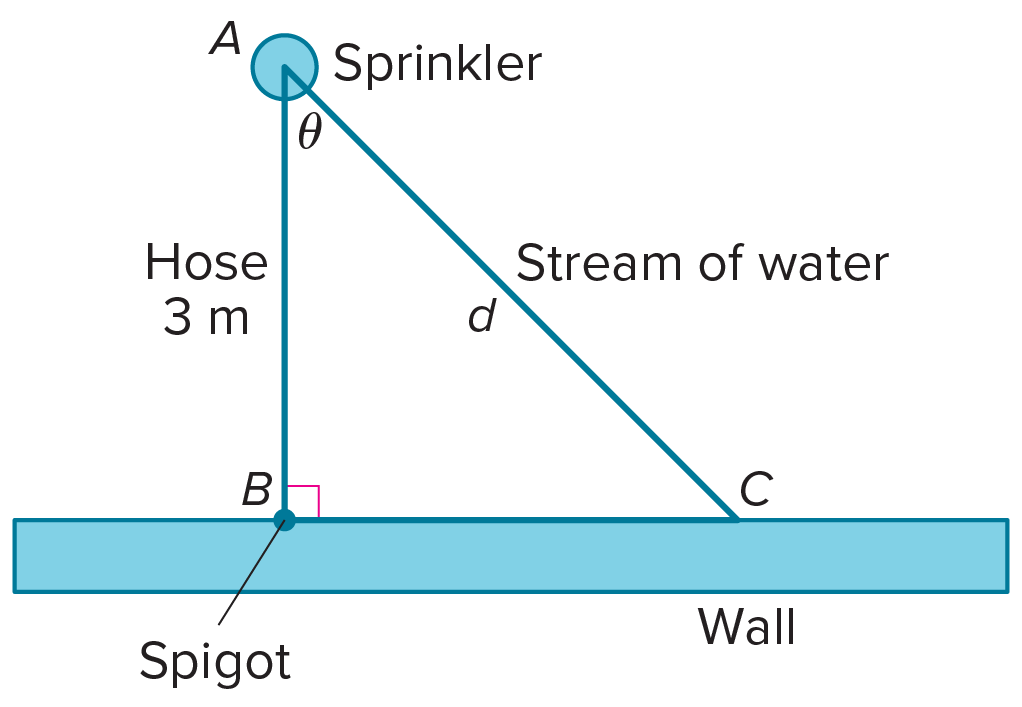 A
Sprinkler
θ
Hose
3 m
Stream of water
d
B
C
Wall
Spigot